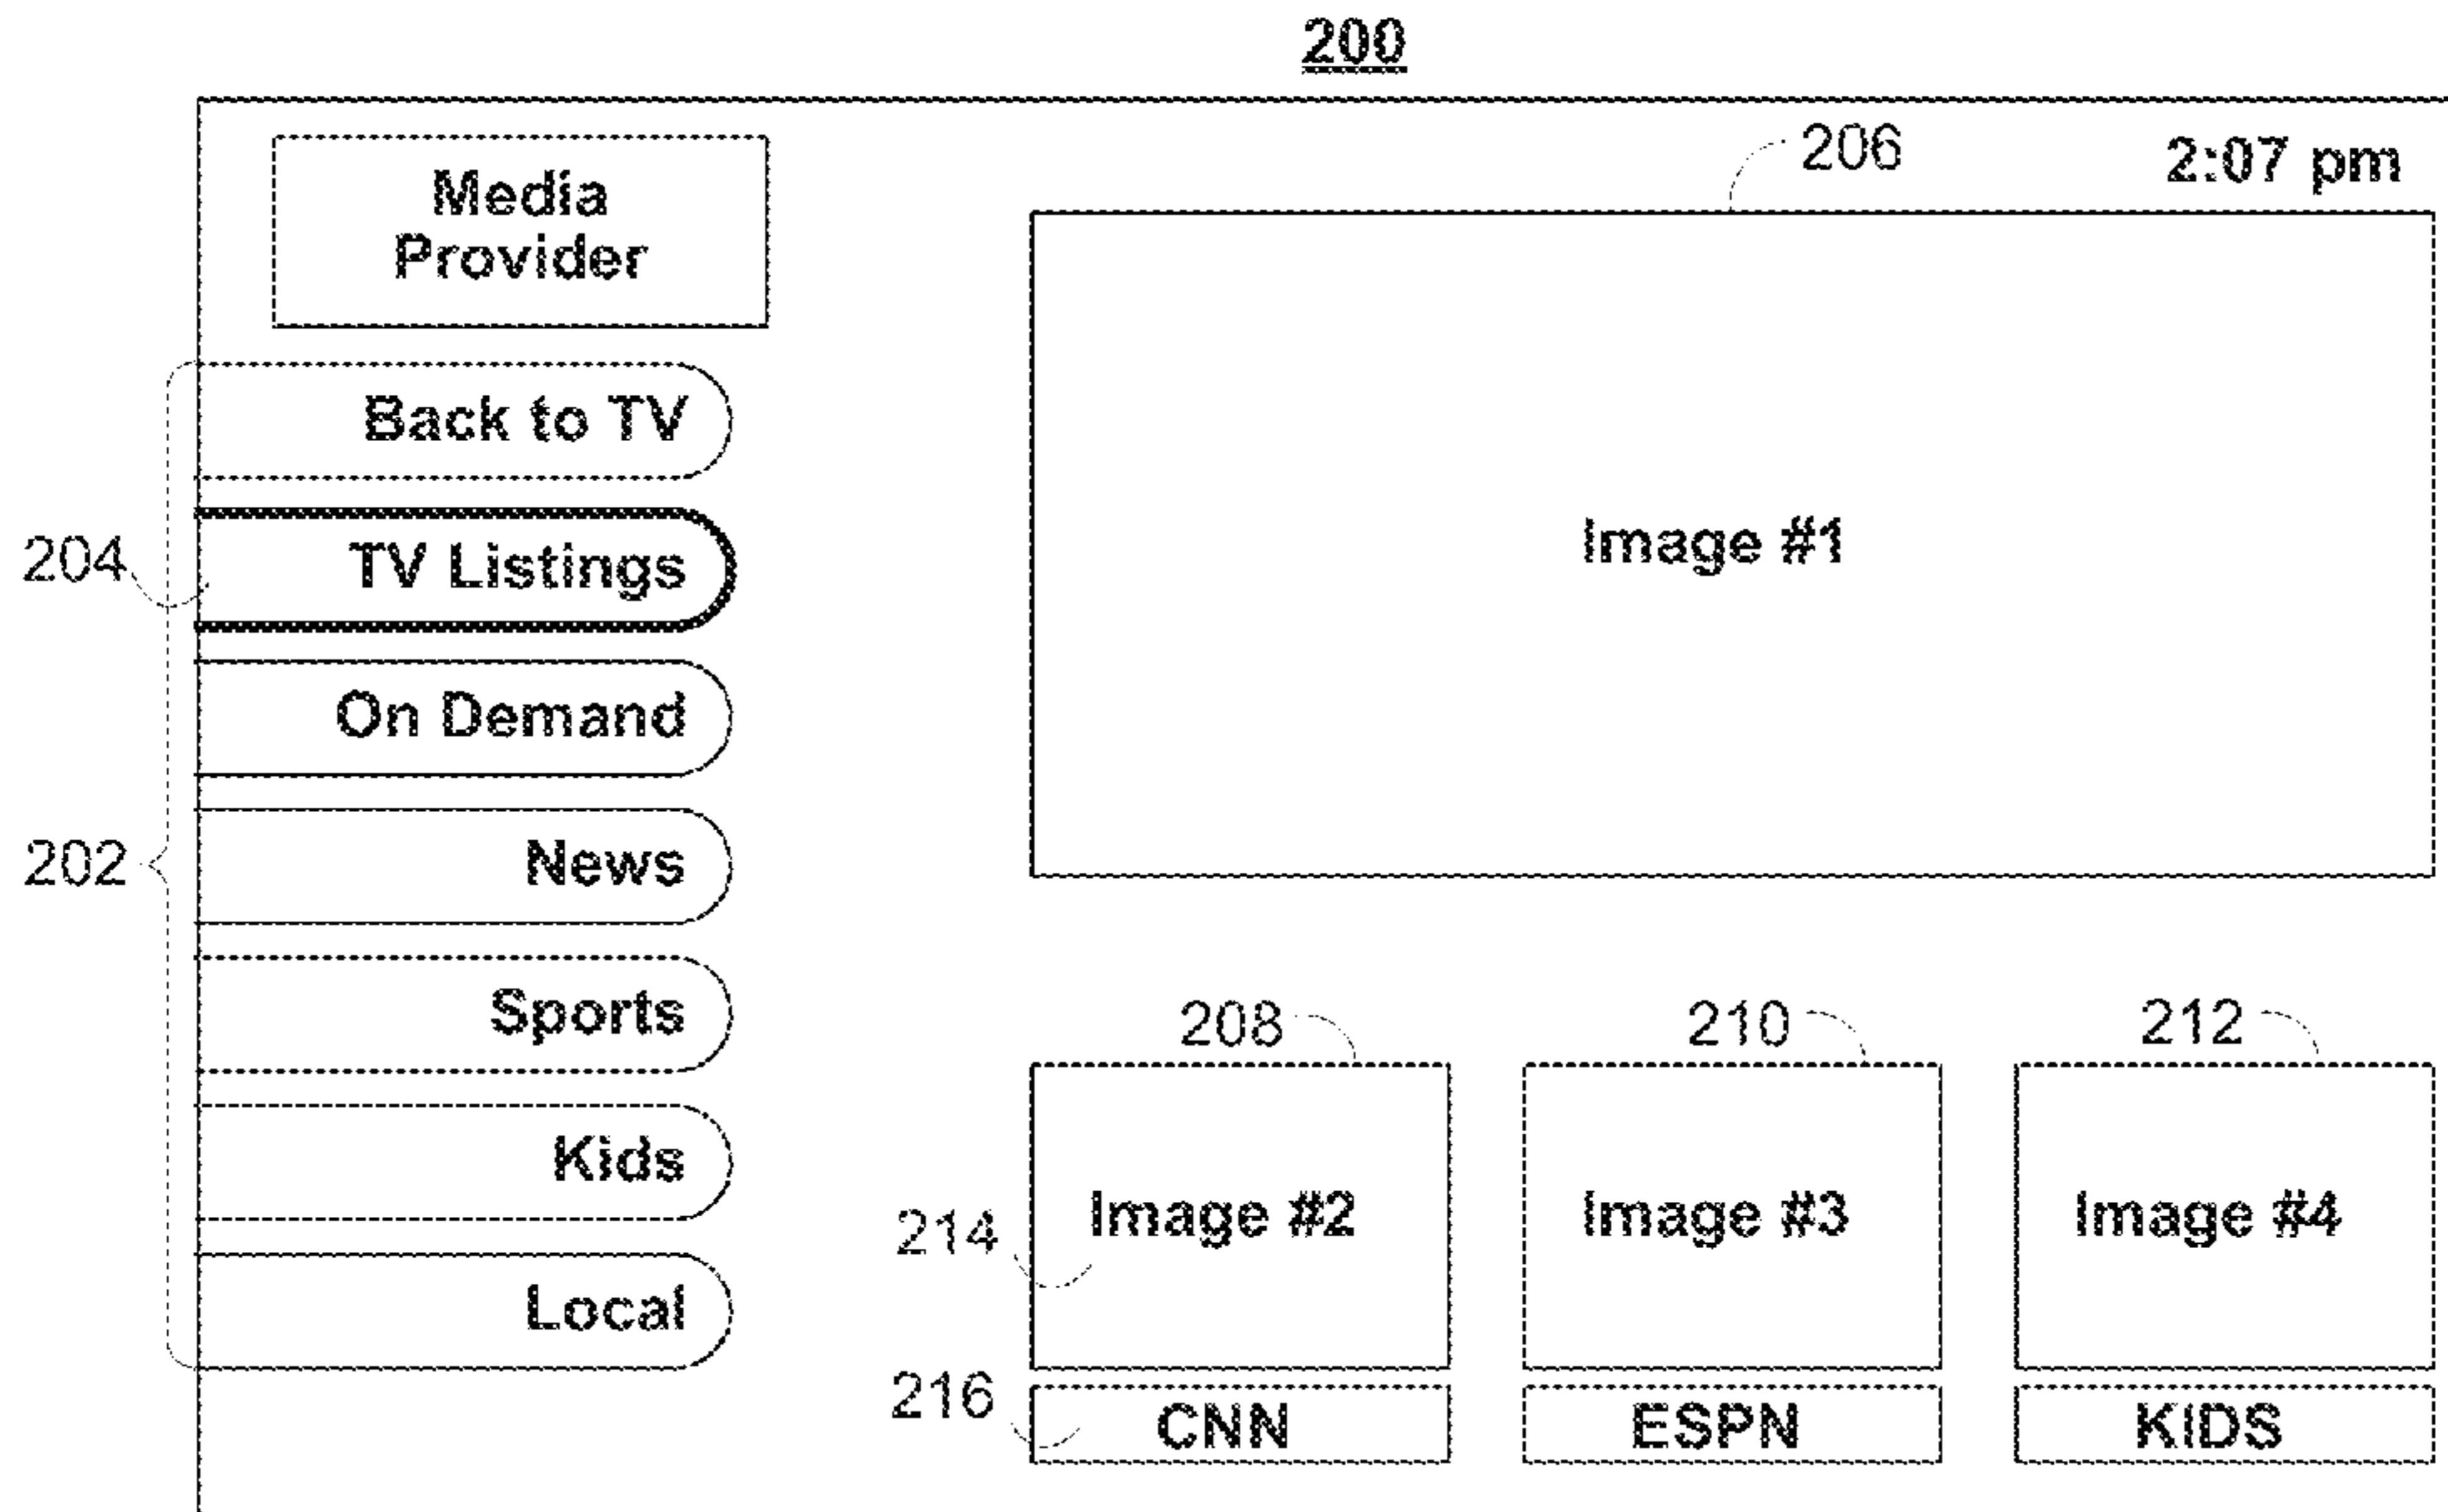 200
206
2:07 pm
Media
Provider
Back to TV
204
TV Listings
Image #1
On Demand
202
News
Sports
208
210
212
Kids
214
Image #2
Image #3
Image #4
Local
216
CNN
ESPN
KIDS